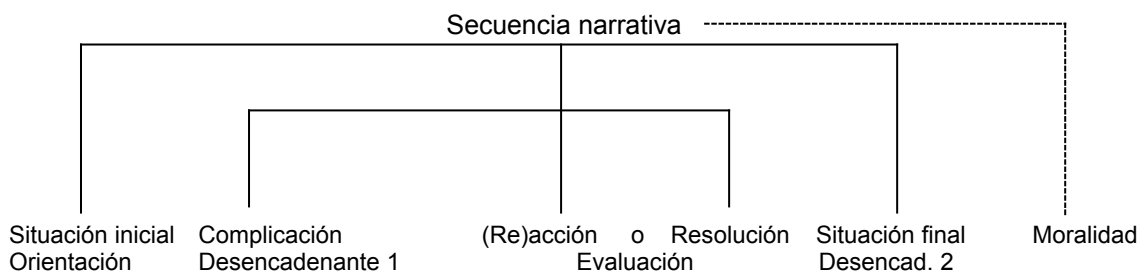 Secuencia narrativa
Situación inicial Complicación (Re)acción o Resolución Situación final Moralidad
Orientación Desencadenante 1 Evaluación Desencad. 2